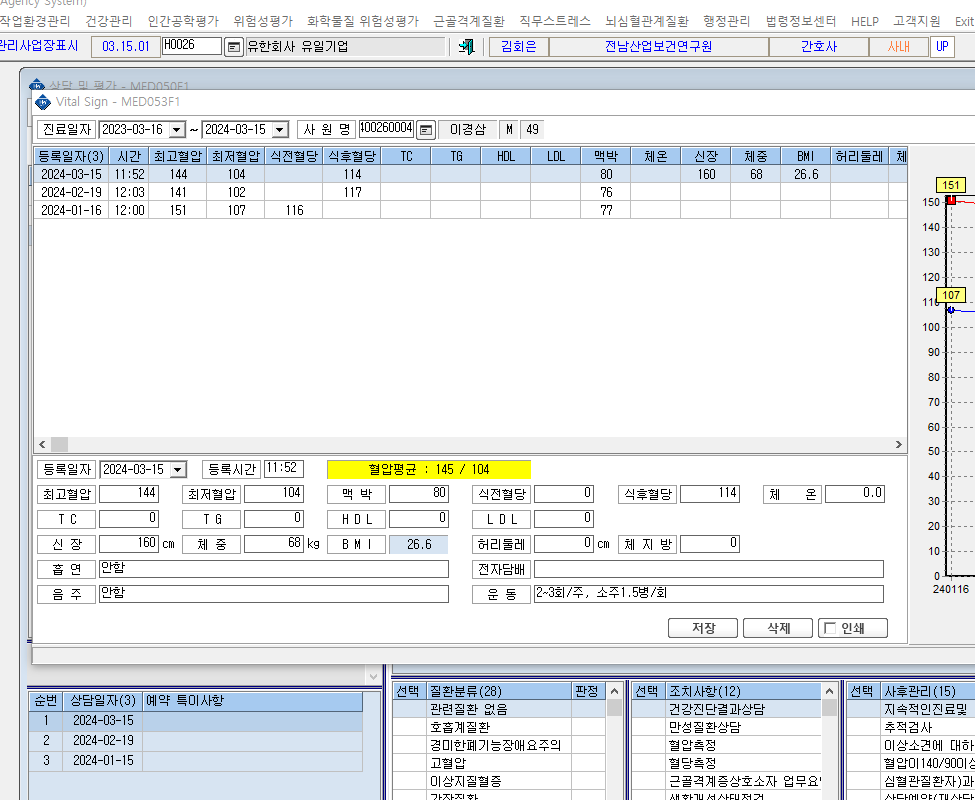 Agency System)
작업환경관리 건강관리 인간공학평가 위험성평가 화학물질 위험성평가 근골격계질환 직무스트레스 뇌심혈관계질환 행정관리 법령정보센터 HELP 고객지원 Exit
관리사업장표시 03.15.01 H0026 유한회사 유일기업 김회은 전남산업보건연구원 간호사 사내 UP
상담 및 평가 - MED050F1
Vital Sign - MED053F1
진료일자 2023-03-16 ~ 2024-03-15 사 원 명 400260004 이경삼 M 49
등록일자(3) 시간 최고혈압 최저혈압 식전혈당 식후혈당 TC TG HDL LDL 맥박 체온 신장 체중 BMI 허리둘레 체
2024-03-15 11:52 144 104 114 80 160 68 26.6
2024-02-19 12:03 141 102 117 76
2024-01-16 12:00 151 107 116 77
151
150
140
130
120
107
110
100
90
80
70
60
50
40
30
20
10
0
240116
등록일자 2024-03-15 등록시간 11:52 혈압평균 : 145 / 104
최고혈압 144 최저혈압 104 맥 박 80 식전혈당 0 식후혈당 114 체 온 0.0
T C 0 T G 0 H D L 0 L D L 0
신 장 160 cm 체 중 68 kg B M I 26.6 허리둘레 0 cm 체 지 방 0
흡 연 안함 전자담배
음 주 안함 운 동 2~3회/주, 소주1.5병/회
저장 삭제 인쇄
순번 상담일자(3) 예약 특이사항
1 2024-03-15
2 2024-02-19
3 2024-01-15
선택 질환분류(28) 판정
관련질환 없음
호흡계질환
경미한폐기능장애요주의
고혈압
이상지질혈증
간장질환
선택 조치사항(12)
건강진단결과상담
만성질환상담
혈압측정
혈당측정
근골격계증상호소자 업무요
생활개선상태점검
선택 사후관리(15)
지속적인진료및
추적검사
이상소견에 대하
혈압이140/90이상
심혈관질환자)과
상담예약(재상담